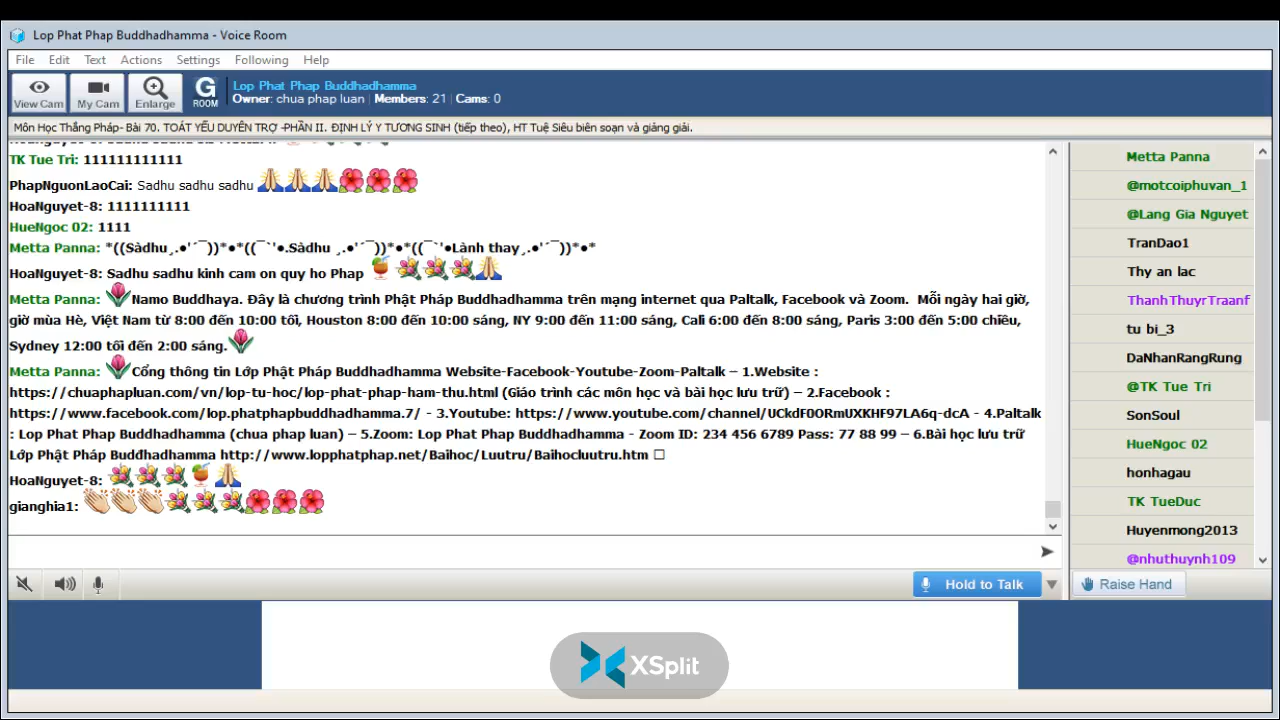 Lop Phat Phap Buddhadhamma - Voice Room
File Edit Text Actions Settings Following Help
View Cam My Cam Enlarge G ROOM
Lop Phat Phap Buddhadhamma
Owner: chua phap luan | Members: 21 | Cams: 0
Môn Học Thắng Pháp- Bài 70. TOÁT YẾU DUYÊN TRỢ -PHẦN II. ĐỊNH LÝ Y TƯƠNG SINH (tiếp theo), HT Tuệ Siêu biên soạn và giảng giải.
TK Tue Tri: 111111111111
PhapNguonLaoCai: Sadhu sadhu sadhu 🙏🙏🙏🌺🌺🌺
HoaNguyet-8: 1111111111
HueNgoc 02: 1111
Metta Panna: *((Sàdhu¸.●'´¯))*●*((¯`'●.Sàdhu ¸.●'´¯))*●*((¯`'●Lành thay¸.●'´¯))*●*
HoaNguyet-8: Sadhu sadhu kinh cam on quy ho Phap 🍹💐💐💐🙏
Metta Panna: 🌷Namo Buddhaya. Đây là chương trình Phật Pháp Buddhadhamma trên mạng internet qua Paltalk, Facebook và Zoom. Mỗi ngày hai giờ,
giờ mùa Hè, Việt Nam từ 8:00 đến 10:00 tối, Houston 8:00 đến 10:00 sáng, NY 9:00 đến 11:00 sáng, Cali 6:00 đến 8:00 sáng, Paris 3:00 đến 5:00 chiều,
Sydney 12:00 tối đến 2:00 sáng.🌷
Metta Panna: 🌷Cổng thông tin Lớp Phật Pháp Buddhadhamma Website-Facebook-Youtube-Zoom-Paltalk – 1.Website :
https://chuaphapluan.com/vn/lop-tu-hoc/lop-phat-phap-ham-thu.html (Giáo trình các môn học và bài học lưu trữ) – 2.Facebook :
https://www.facebook.com/lop.phatphapbuddhadhamma.7/ - 3.Youtube: https://www.youtube.com/channel/UCkdF0ORmUXKHF97LA6q-dcA - 4.Paltalk
: Lop Phat Phap Buddhadhamma (chua phap luan) – 5.Zoom: Lop Phat Phap Buddhadhamma - Zoom ID: 234 456 6789 Pass: 77 88 99 – 6.Bài học lưu trữ
Lớp Phật Pháp Buđdhadhamma http://www.lopphatphap.net/Baihoc/Luutru/Baihocluutru.htm □
HoaNguyet-8: 💐💐💐🍹🙏
gianghia1: 👏👏👏💐💐💐🌺🌺🌺
Metta Panna
@motcoiphuvan_1
@Lang Gia Nguyet
TranDao1
Thy an lac
ThanhThuyrTraanf
tu bi_3
DaNhanRangRung
@TK Tue Tri
SonSoul
HueNgoc 02
honhagau
TK TueDuc
Huyenmong2013
@nhuthuynh109
Hold to Talk
Raise Hand
XSplit